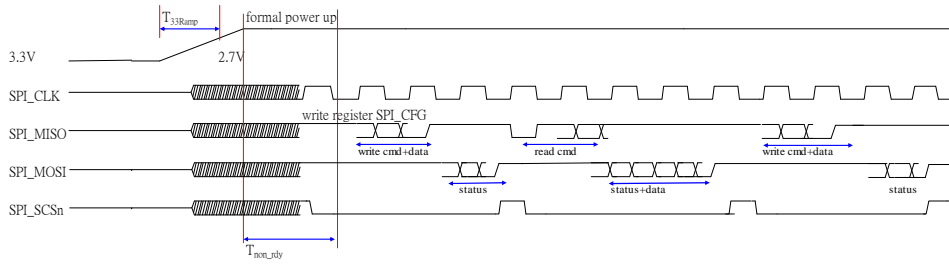 T33Ramp
formal power up
3.3V
2.7V
SPI_CLK
write register SPI_CFG
SPI_MISO
write cmd+data
read cmd
write cmd+data
SPI_MOSI
status
status+data
status
SPI_SCSn
Tnon_rdy